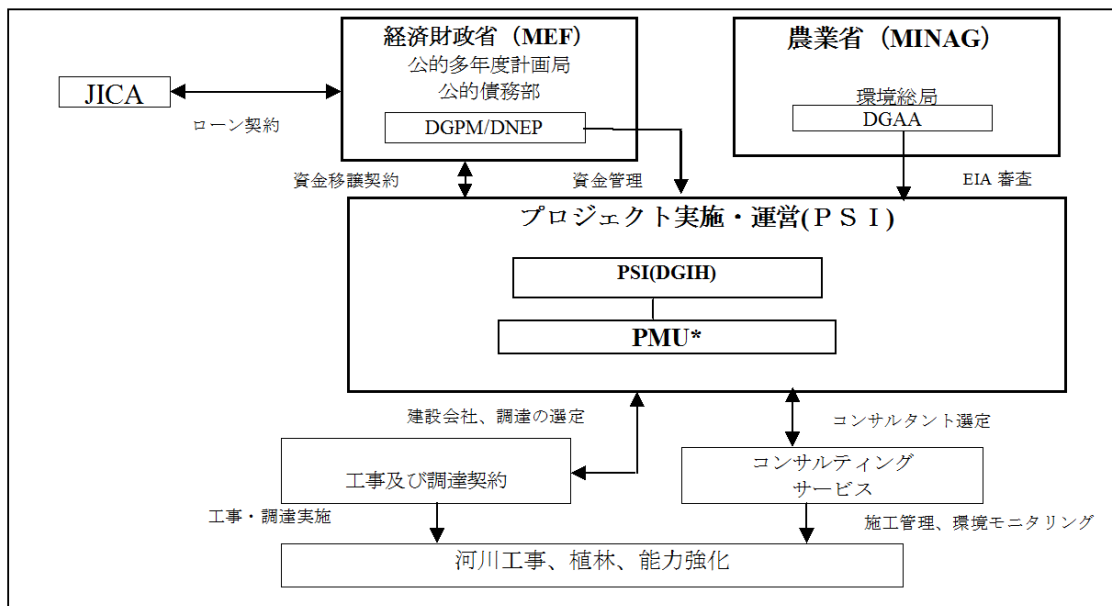 経済財政省（MEF）
公的多年度計画局
公的債務部
DGPM/DNEP
農業省（MINAG）
環境総局
DGAA
JICA
ローン契約
資金移譲契約
資金管理
EIA 審査
プロジェクト実施・運営(ＰＳＩ)
PSI(DGIH)
PMU*
建設会社、調達の選定
コンサルタント選定
工事及び調達契約
コンサルティング
サービス
工事・調達実施
施工管理、環境モニタリング
河川工事、植林、能力強化